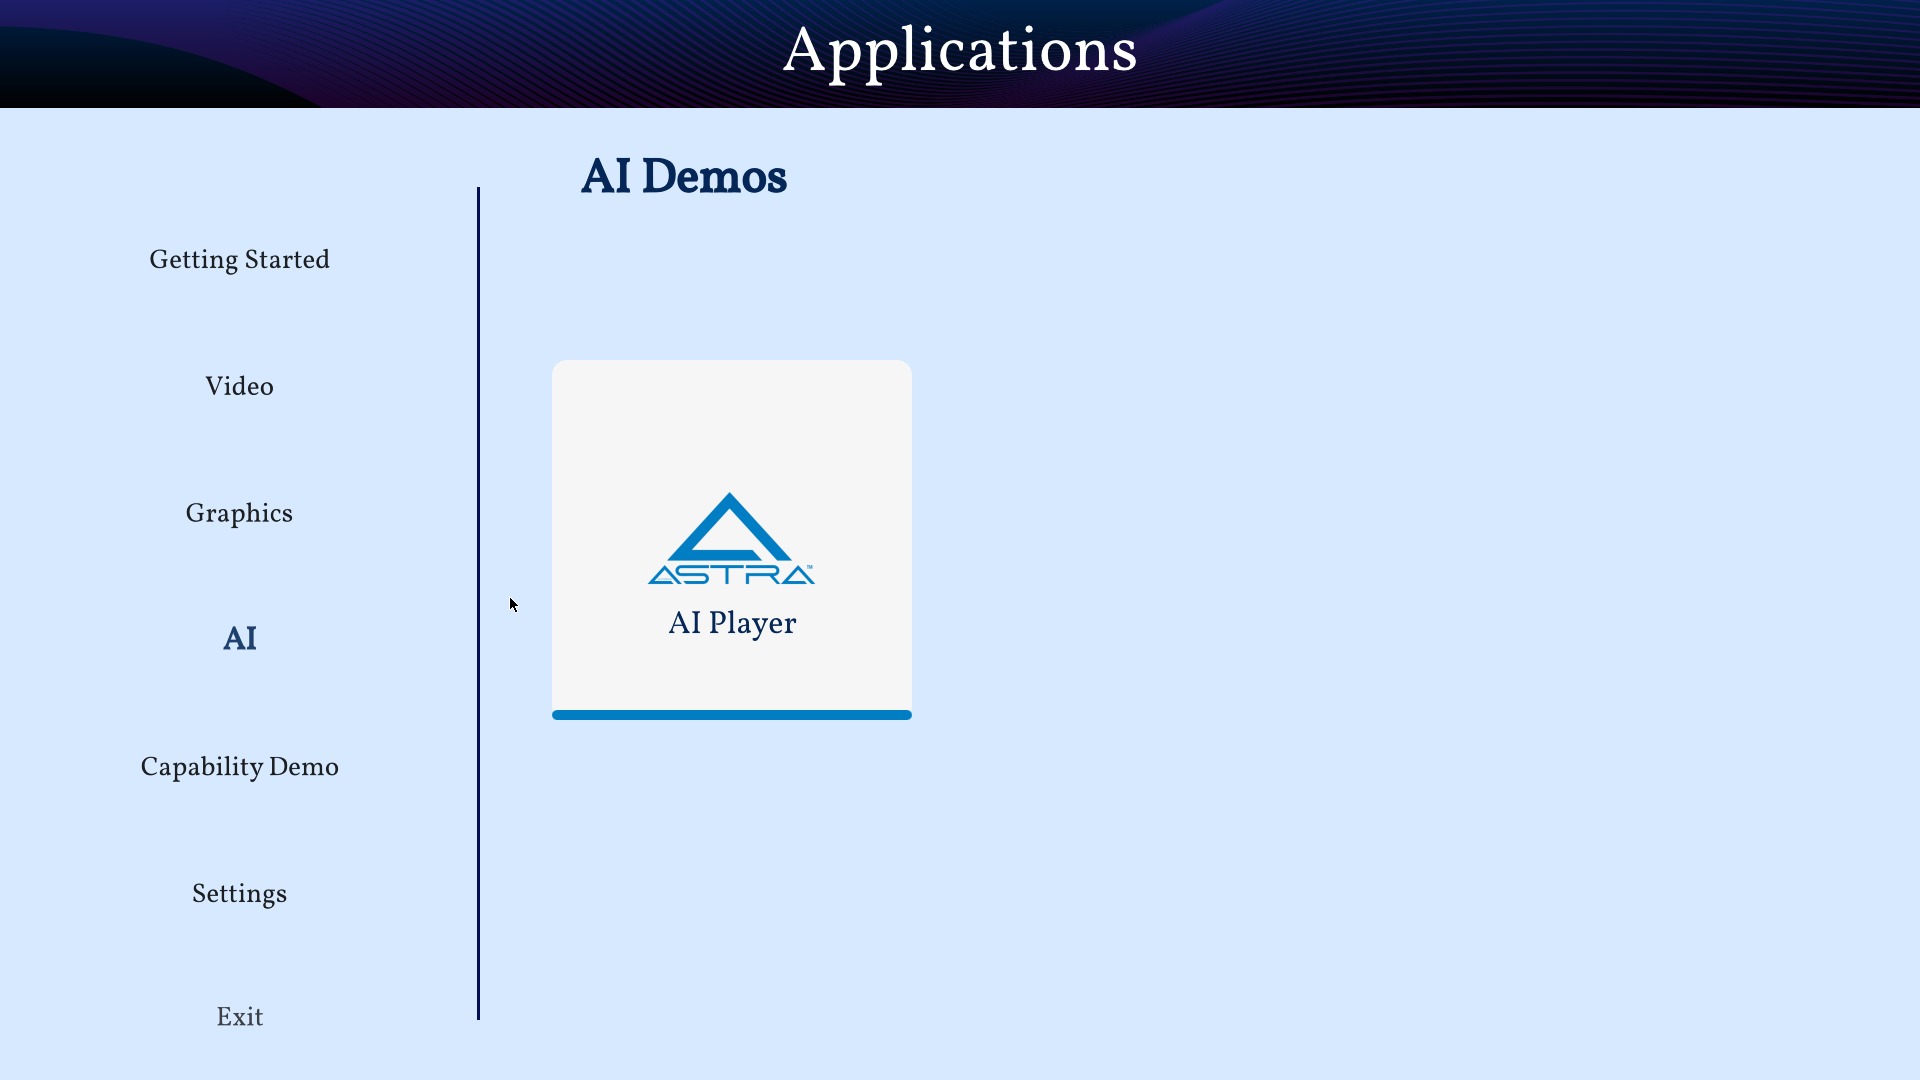 Applications
AI Demos
Getting Started
Video
Graphics
AI
Capability Demo
Settings
Exit
ASTRA™
AI Player